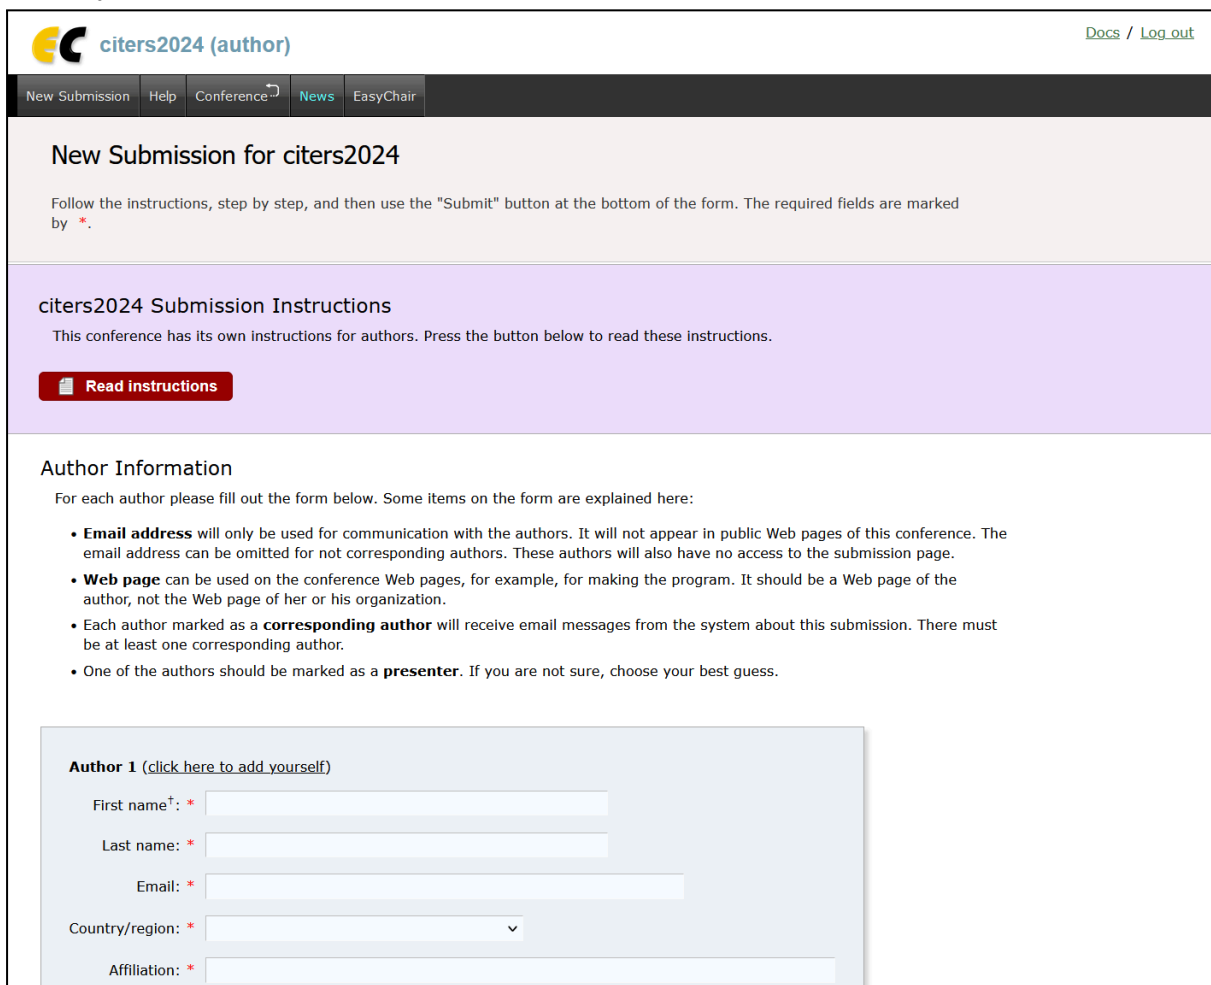 EC citers2024 (author)
Docs / Log out
New Submission Help Conference News EasyChair
New Submission for citers2024
Follow the instructions, step by step, and then use the "Submit" button at the bottom of the form. The required fields are marked
by *.
citers2024 Submission Instructions
This conference has its own instructions for authors. Press the button below to read these instructions.
Read instructions
Author Information
For each author please fill out the form below. Some items on the form are explained here:
• Email address will only be used for communication with the authors. It will not appear in public Web pages of this conference. The
email address can be omitted for not corresponding authors. These authors will also have no access to the submission page.
• Web page can be used on the conference Web pages, for example, for making the program. It should be a Web page of the
author, not the Web page of her or his organization.
• Each author marked as a corresponding author will receive email messages from the system about this submission. There must
be at least one corresponding author.
• One of the authors should be marked as a presenter. If you are not sure, choose your best guess.
Author 1 (click here to add yourself)
First name†: *
Last name: *
Email: *
Country/region: *
Affiliation: *